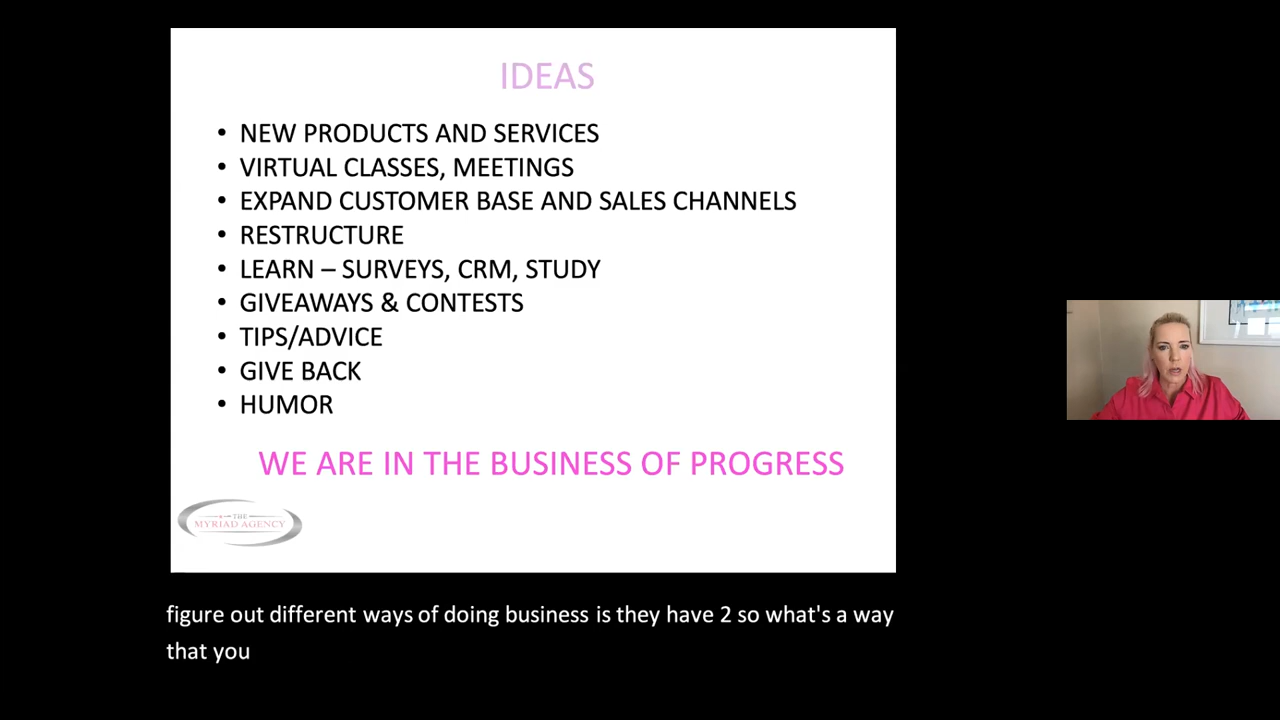 IDEAS
• NEW PRODUCTS AND SERVICES
• VIRTUAL CLASSES, MEETINGS
• EXPAND CUSTOMER BASE AND SALES CHANNELS
• RESTRUCTURE
• LEARN – SURVEYS, CRM, STUDY
• GIVEAWAYS & CONTESTS
• TIPS/ADVICE
• GIVE BACK
• HUMOR
WE ARE IN THE BUSINESS OF PROGRESS
THE
MYRIAD AGENCY
figure out different ways of doing business is they have 2 so what's a way
that you